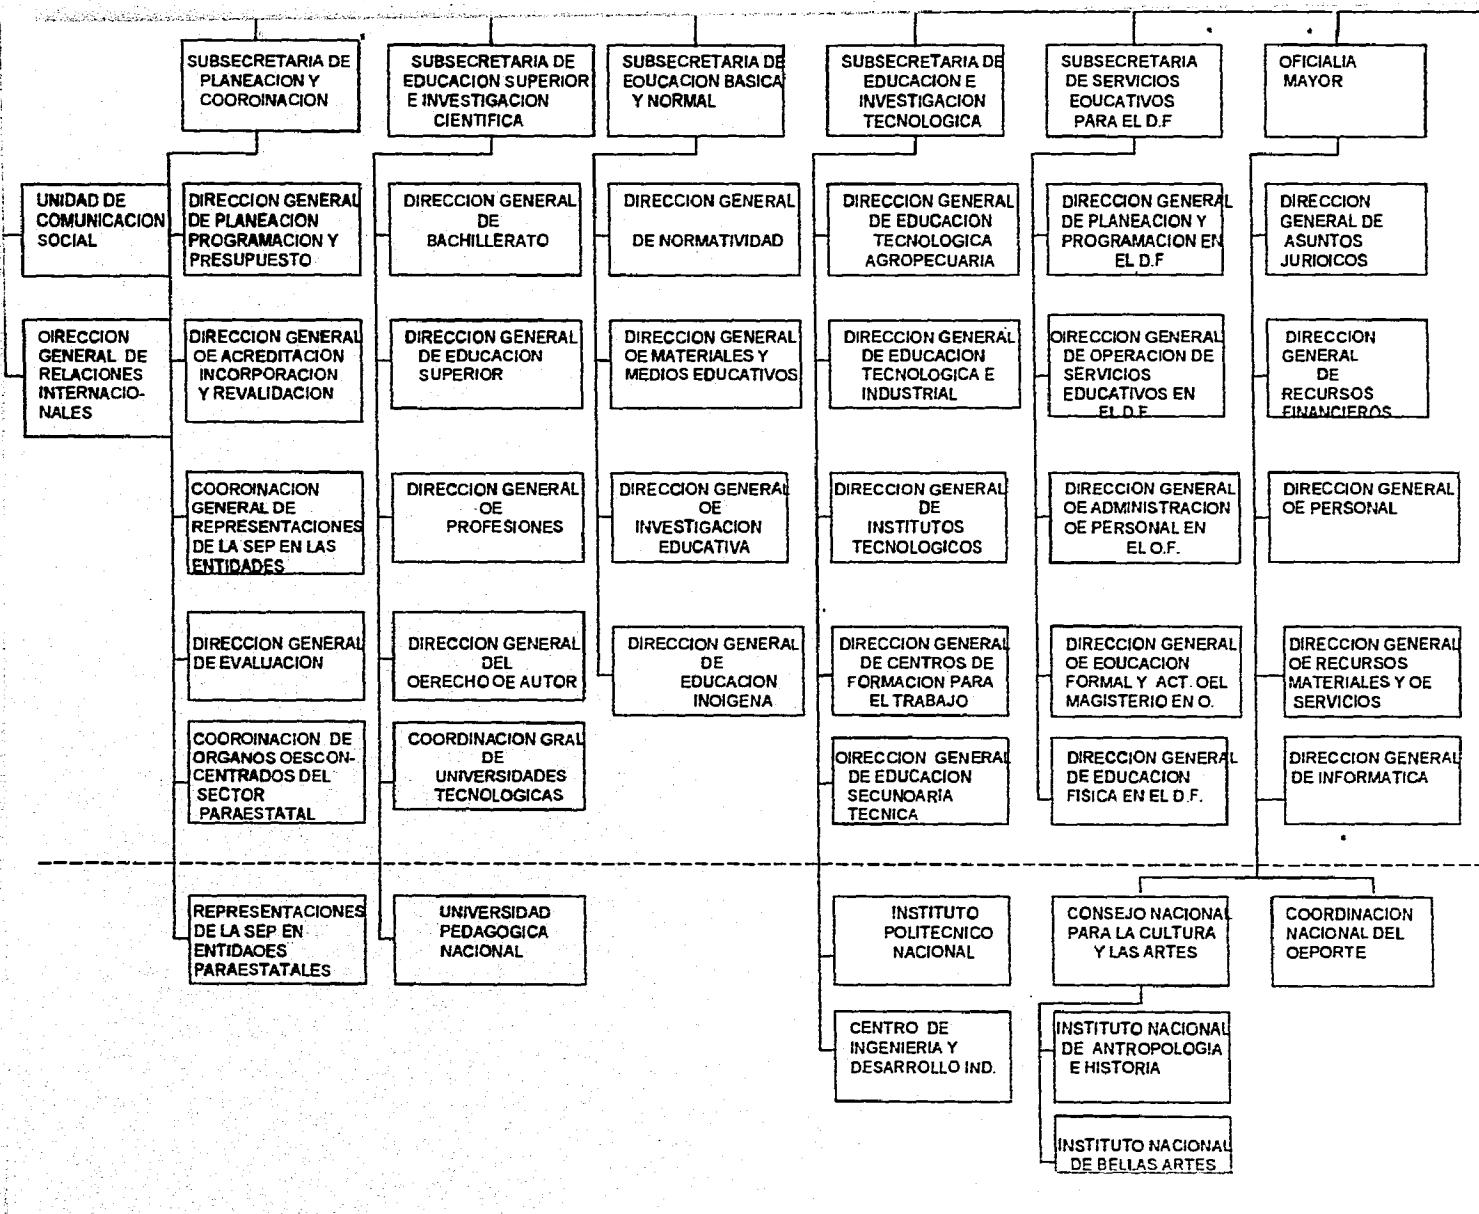 SUBSECRETARIA DE
PLANEACION Y
COOROINACION
SUBSECRETARIA DE
EDUCACION SUPERIOR
E INVESTIGACION
CIENTIFICA
SUBSECRETARIA DE
EOUCACION BASICA
Y NORMAL
SUBSECRETARIA DE
EDUCACION E
INVESTIGACION
TECNOLOGICA
SUBSECRETARIA
DE SERVICIOS
EOUCATIVOS
PARA EL D.F
OFICIALIA
MAYOR
UNIDAD DE
COMUNICACION
SOCIAL
DIRECCION GENERAL
DE PLANEACION
PROGRAMACION Y
PRESUPUESTO
DIRECCION GENERAL
DE
BACHILLERATO
DIRECCION GENERAL
DE NORMATIVIDAD
DIRECCION GENERAL
DE EDUCACION
TECNOLOGICA
AGROPECUARIA
DIRECCION GENERAL
DE PLANEACION Y
PROGRAMACION EN
EL D.F
DIRECCION
GENERAL DE
ASUNTOS
JURIOICOS
OIRECCION
GENERAL DE
RELACIONES
INTERNACIO-
NALES
DIRECCION GENERAL
OE ACREDITACION
INCORPORACION
Y REVALIDACION
DIRECCION GENERAL
DE EDUCACION
SUPERIOR
DIRECCION GENERAL
OE MATERIALES Y
MEDIOS EDUCATIVOS
DIRECCION GENERAL
DE EDUCACION
TECNOLOGICA E
INDUSTRIAL
OIRECCION GENERAL
DE OPERACION DE
SERVICIOS
EDUCATIVOS EN
EL D.F
DIRECCION
GENERAL
DE
RECURSOS
FINANCIEROS
COOROINACION
GENERAL DE
REPRESENTACIONES
DE LA SEP EN LAS
ENTIDADES
DIRECCION GENERAL
OE
PROFESIONES
DIRECCION GENERAL
OE
INVESTIGACION
EDUCATIVA
DIRECCION GENERAL
DE
INSTITUTOS
TECNOLOGICOS
DIRECCION GENERAL
OE ADMINISTRACION
OE PERSONAL EN
EL O.F.
DIRECCION GENERAL
OE PERSONAL
DIRECCION GENERAL
DE EVALUACION
DIRECCION GENERAL
DEL
OERECHO OE AUTOR
DIRECCION GENERAL
DE
EDUCACION
INOIGENA
DIRECCION GENERAL
DE CENTROS DE
FORMACION PARA
EL TRABAJO
DIRECCION GENERAL
OE EOUCACION
FORMAL Y ACT. OEL
MAGISTERIO EN O.
DIRECCION GENERAL
OE RECURSOS
MATERIALES Y OE
SERVICIOS
COOROINACION DE
ORGANOS OESCON-
CENTRADOS DEL
SECTOR
PARAESTATAL
COORDINACION GRAL
DE
UNIVERSIDADES
TECNOLOGICAS
OIRECCION GENERAL
DE EDUCACION
SECUNOARIA
TECNICA
DIRECCION GENERAL
DE EDUCACION
FISICA EN EL D.F.
DIRECCION GENERAL
DE INFORMATICA
REPRESENTACIONES
DE LA SEP EN
ENTIDAOES
PARAESTATALES
UNIVERSIDAD
PEDAGOGICA
NACIONAL
INSTITUTO
POLITECNICO
NACIONAL
CONSEJO NACIONAL
PARA LA CULTURA
Y LAS ARTES
COORDINACION
NACIONAL DEL
OEPORTE
CENTRO DE
INGENIERIA Y
DESARROLLO IND.
INSTITUTO NACIONAL
DE ANTROPOLOGIA
E HISTORIA
INSTITUTO NACIONAL
DE BELLAS ARTES